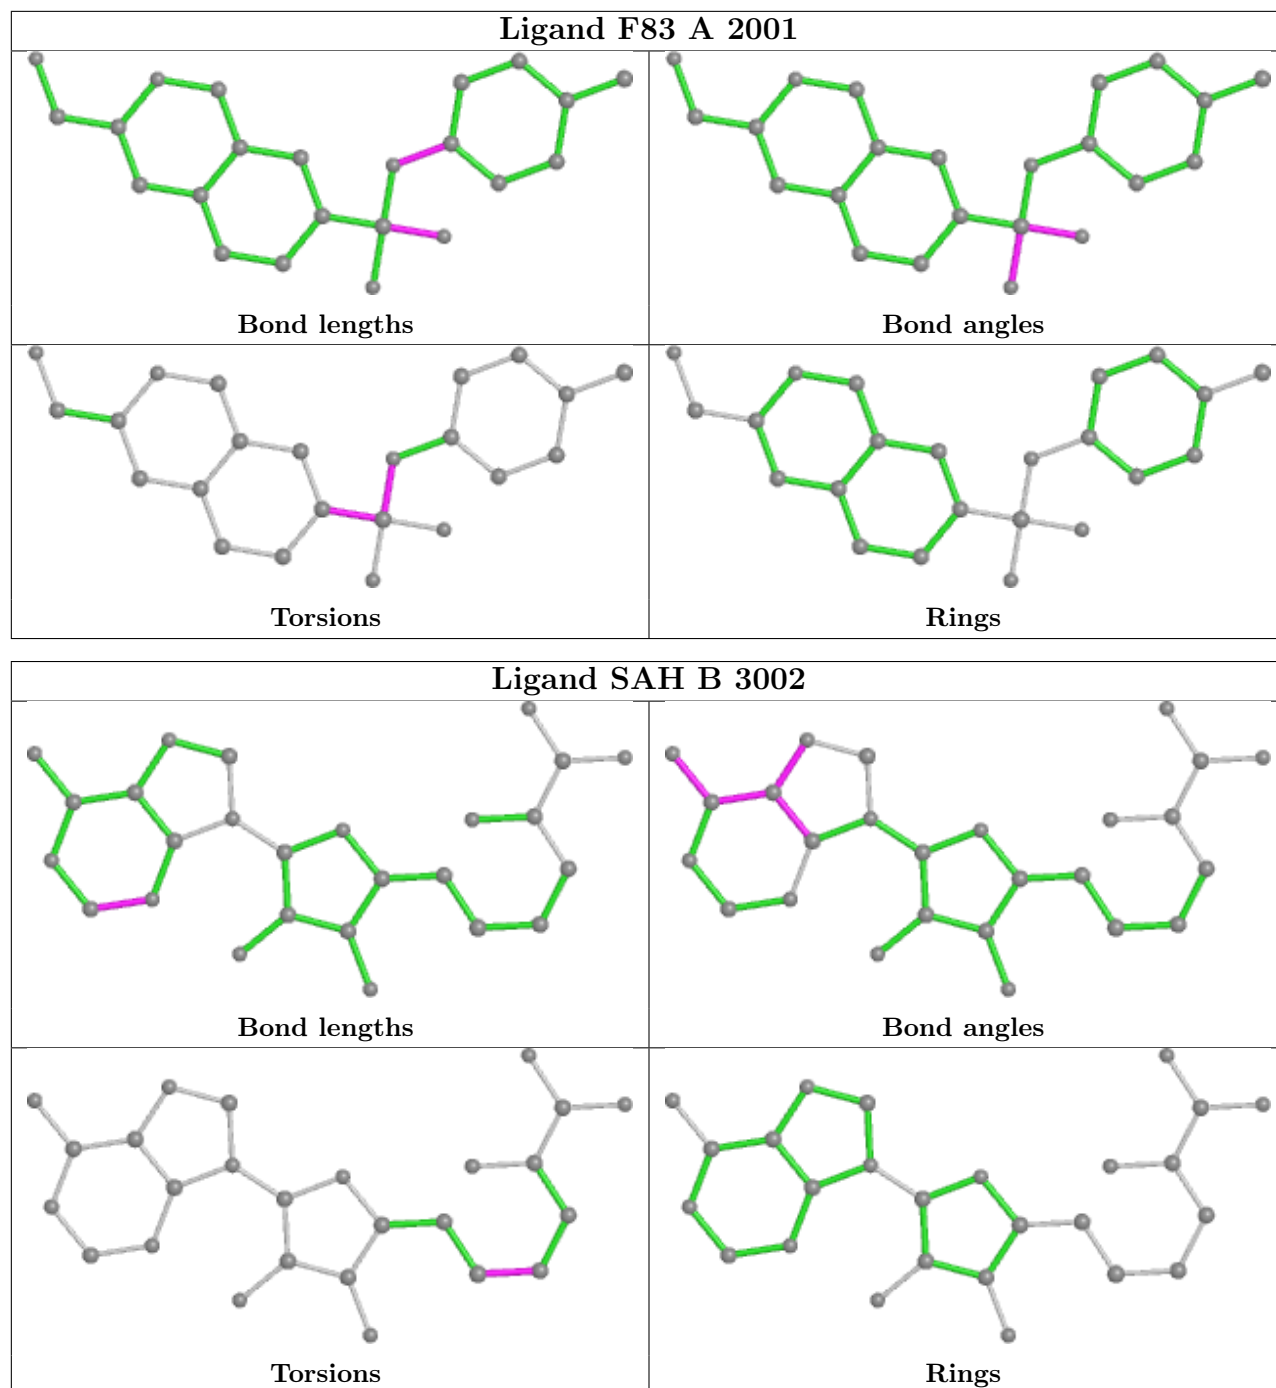 Ligand F83 A 2001
Bond lengths
Bond angles
Torsions
Rings
Ligand SAH B 3002
Bond lengths
Bond angles
Torsions
Rings